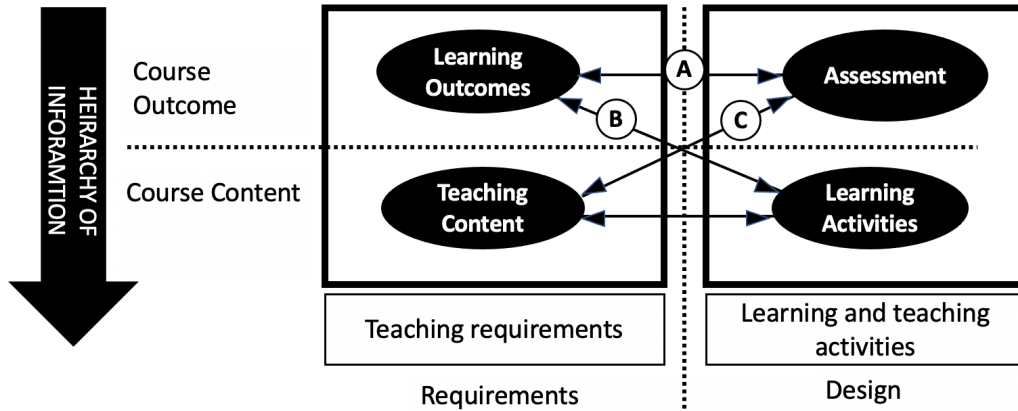 HEIRARCHY OF
INFORAMTION
Course
Outcome
Course Content
Learning
Outcomes
A
Assessment
B
C
Teaching
Content
Learning
Activities
Teaching requirements
Learning and teaching
activities
Requirements
Design